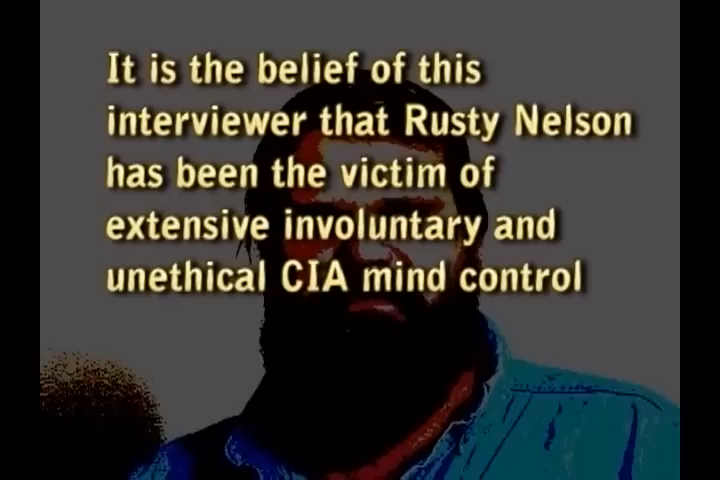 It is the belief of this
interviewer that Rusty Nelson
has been the victim of
extensive involuntary and
unethical CIA mind control